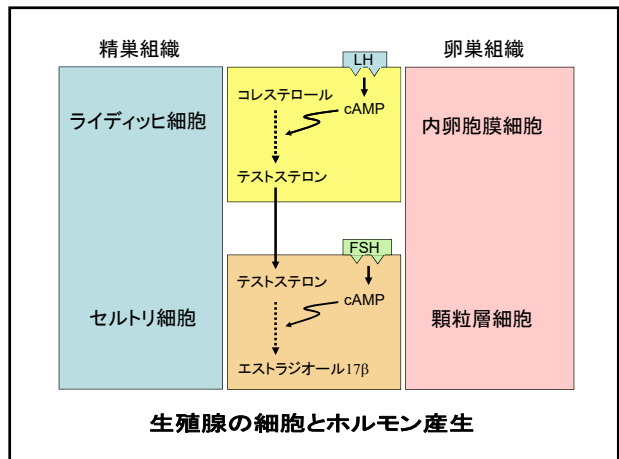 精巣組織
卵巣組織
LH
コレステロール
cAMP
ライディッヒ細胞
内卵胞膜細胞
テストステロン
FSH
テストステロン
cAMP
セルトリ細胞
顆粒層細胞
エストラジオール17β
生殖腺の細胞とホルモン産生